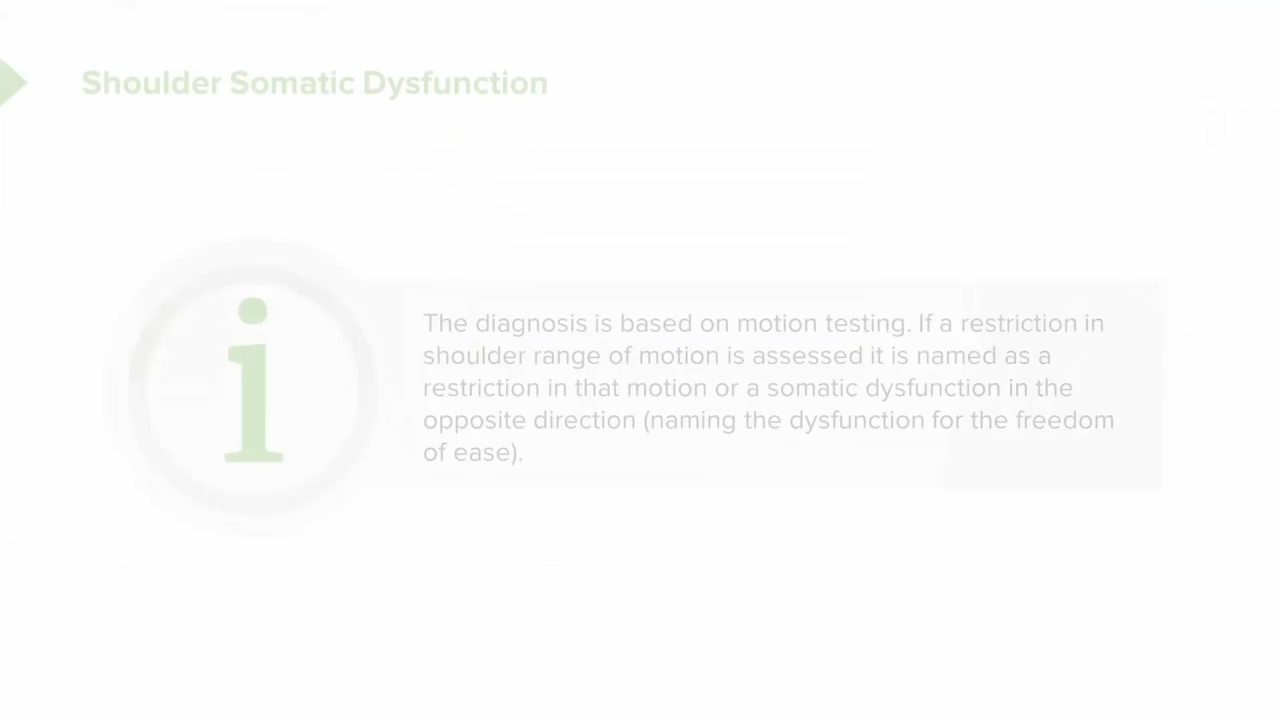 Shoulder Somatic Dysfunction
The diagnosis is based on motion testing. If a restriction in
shoulder range of motion is assessed it is named as a
restriction in that motion or a somatic dysfunction in the
opposite direction (naming the dysfunction for the freedom
of ease).